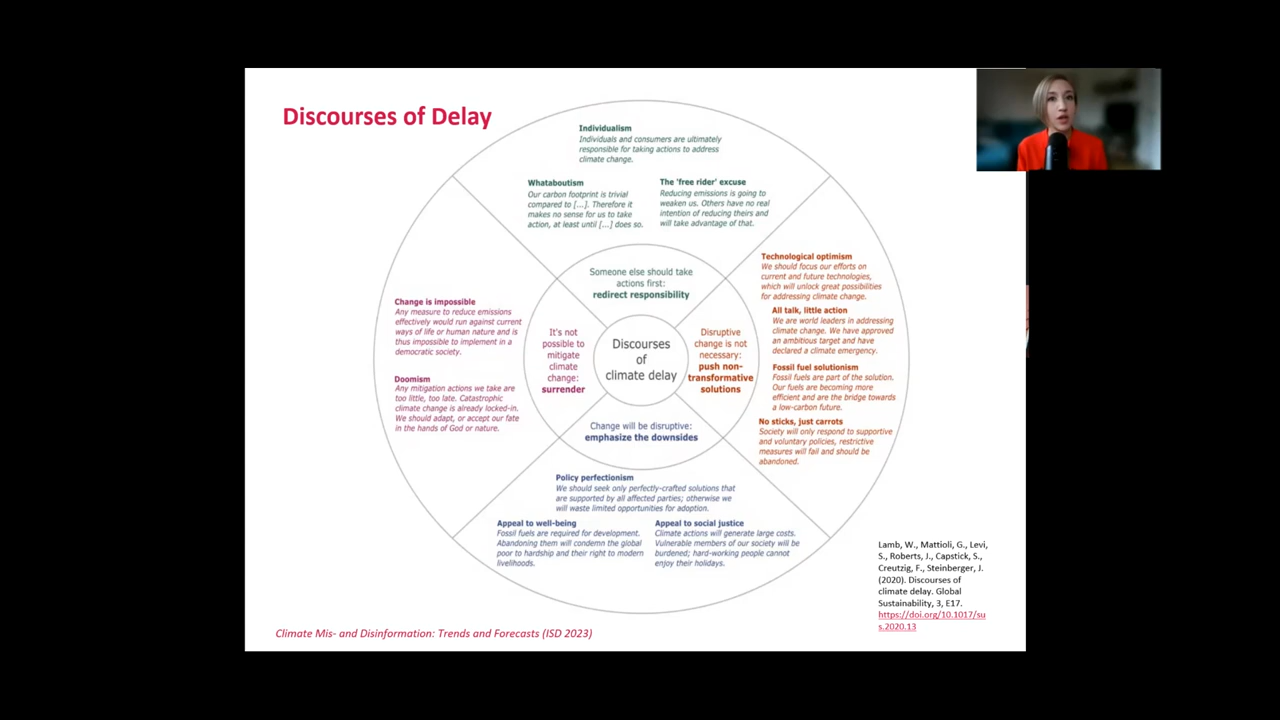 Discourses of Delay
Individualism
Individuals and consumers are ultimately
responsible for taking actions to address
climate change.
Whataboutism
Our carbon footprint is trivial
compared to [...]. Therefore it
makes no sense for us to take
action, at least until [...] does so.
The 'free rider' excuse
Reducing emissions is going to
weaken us. Others have no real
intention of reducing theirs and
will take advantage of that.
Someone else should take
actions first:
redirect responsibility
Technological optimism
We should focus our efforts on
current and future technologies,
which will unlock great possibilities
for addressing climate change.
All talk, little action
We are world leaders in addressing
climate change. We have approved
an ambitious target and have
declared a climate emergency.
Fossil fuel solutionism
Fossil fuels are part of the solution.
Our fuels are becoming more
efficient and are the bridge towards
a low-carbon future.
No sticks, just carrots
Society will only respond to supportive
and voluntary policies, restrictive
measures will fail and should be
abandoned.
Disruptive
change is not
necessary:
push non-
transformative
solutions
Discourses
of
climate delay
It's not
possible to
mitigate
climate
change:
surrender
Change is impossible
Any measure to reduce emissions
effectively would run against current
ways of life or human nature and is
thus impossible to implement in a
democratic society.
Doomism
Any mitigation actions we take are
too little, too late. Catastrophic
climate change is already locked-in.
We should adapt, or accept our fate
in the hands of God or nature.
Change will be disruptive:
emphasize the downsides
Policy perfectionism
We should seek only perfectly-crafted solutions that
are supported by all affected parties; otherwise we
will waste limited opportunities for adoption.
Appeal to well-being
Fossil fuels are required for development.
Abandoning them will condemn the global
poor to hardship and their right to modern
livelihoods.
Appeal to social justice
Climate actions will generate large costs.
Vulnerable members of our society will be
burdened; hard-working people cannot
enjoy their holidays.
Lamb, W., Mattioli, G., Levi,
S., Roberts, J., Capstick, S.,
Creutzig, F., Steinberger, J.
(2020). Discourses of
climate delay. Global
Sustainability, 3, E17.
https://doi.org/10.1017/su
s.2020.13
Climate Mis- and Disinformation: Trends and Forecasts (ISD 2023)